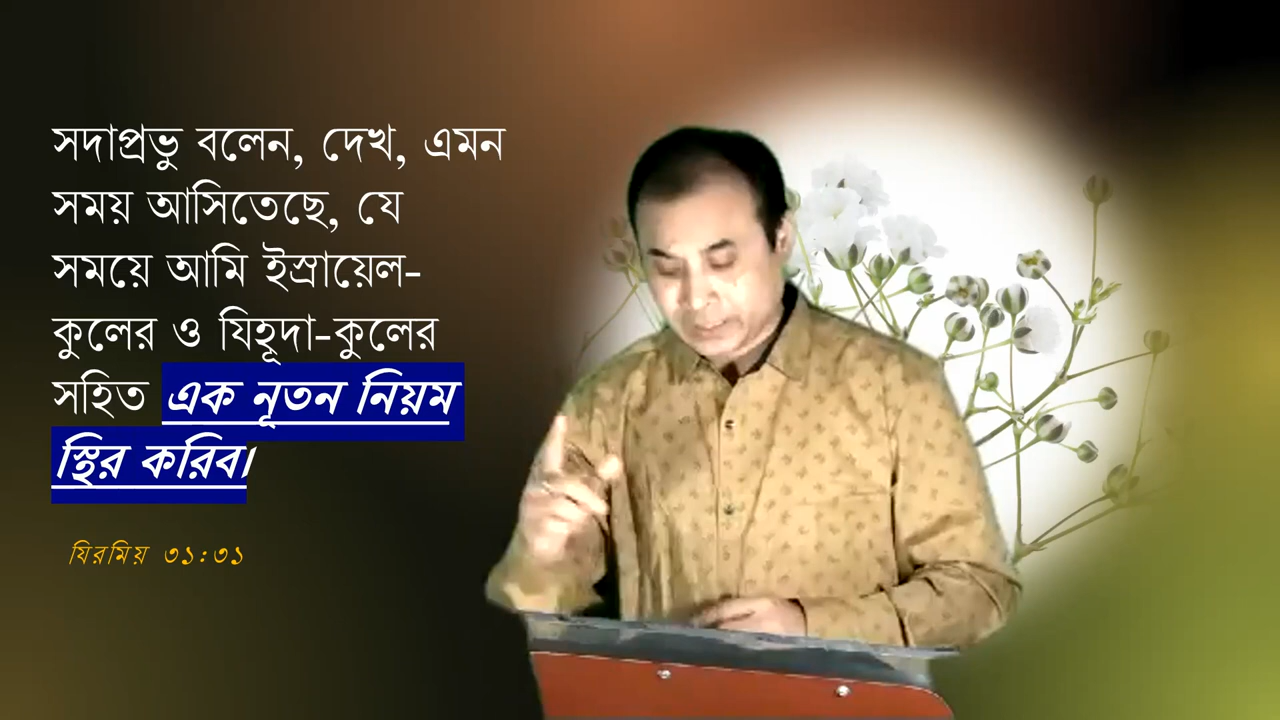 সদাপ্রভু বলেন, দেখ, এমন
সময় আসিতেছে, যে
সময়ে আমি ইস্রায়েল-
কুলের ও যিহূদা-কুলের
সহিত এক নূতন নিয়ম
স্থির করিব।
যিরমিয় ৩১:৩১